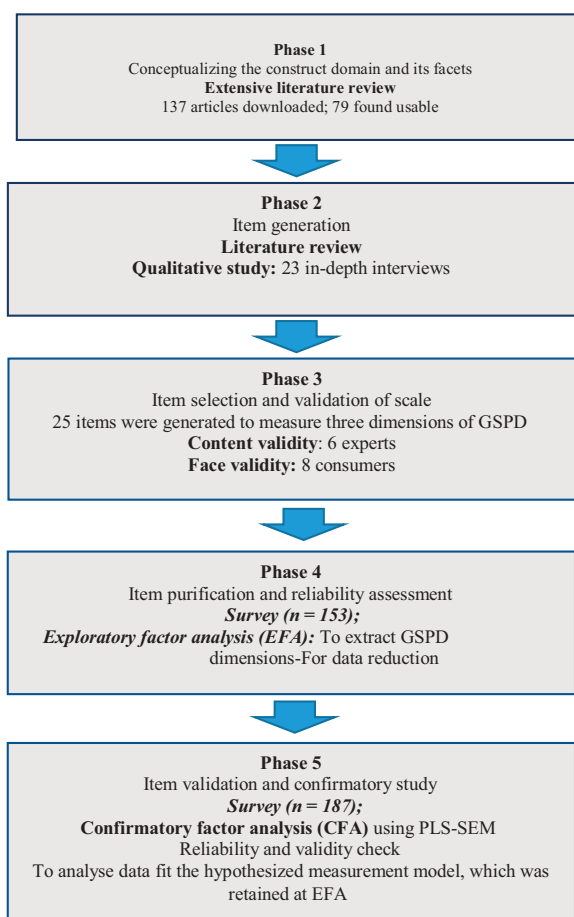 Phase 1
Conceptualizing the construct domain and its facets
Extensive literature review
137 articles downloaded; 79 found usable
Phase 2
Item generation
Literature review
Qualitative study: 23 in-depth interviews
Phase 3
Item selection and validation of scale
25 items were generated to measure three dimensions of GSPD
Content validity: 6 experts
Face validity: 8 consumers
Phase 4
Item purification and reliability assessment
Survey (n = 153);
Exploratory factor analysis (EFA): To extract GSPD
dimensions-For data reduction
Phase 5
Item validation and confirmatory study
Survey (n = 187);
Confirmatory factor analysis (CFA) using PLS-SEM
Reliability and validity check
To analyse data fit the hypothesized measurement model, which was
retained at EFA